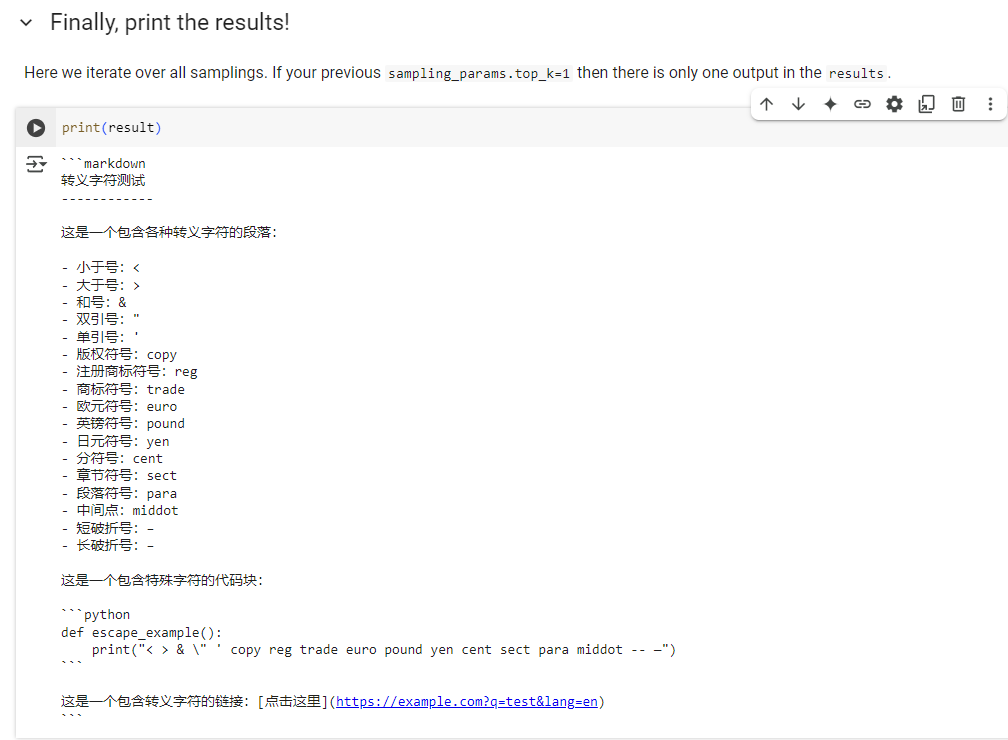 Finally, print the results!
Here we iterate over all samplings. If your previous sampling_params.top_k=1 then there is only one output in the results.
print(result)
```markdown
转义字符测试
------------
这是一个包含各种转义字符的段落:
- 小于号: <
- 大于号: >
- 和号: &
- 双引号: "
- 单引号: '
- 版权符号: copy
- 注册商标符号: reg
- 商标符号: trade
- 欧元符号: euro
- 英镑符号: pound
- 日元符号: yen
- 分符号: cent
- 章节符号: sect
- 段落符号: para
- 中间点: middot
- 短破折号: –
- 长破折号: –
这是一个包含特殊字符的代码块:
```python
def escape_example():
    print("< > & \" ' copy reg trade euro pound yen cent sect para middot -- —")
```
这是一个包含转义字符的链接: [点击这里](https://example.com?q=test&lang=en)
```